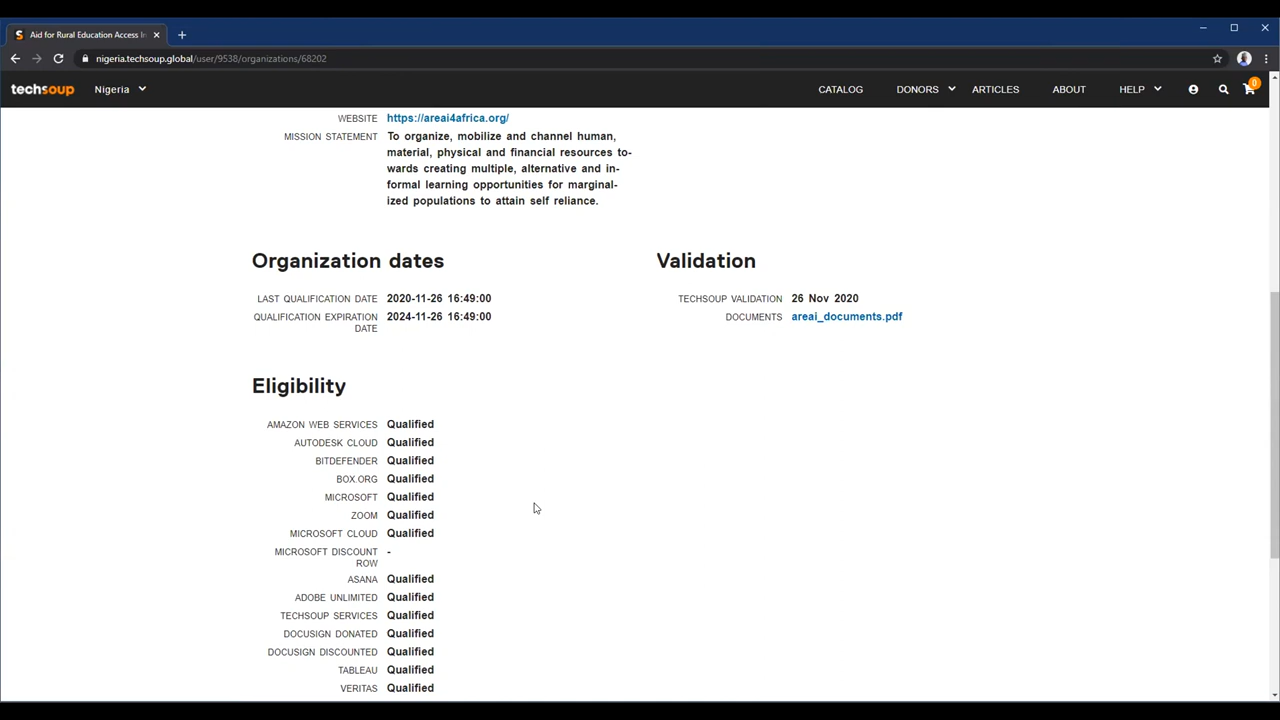 Aid for Rural Education Access In
nigeria.techsoup.global/user/9538/organizations/68202
techsoup Nigeria CATALOG DONORS ARTICLES ABOUT HELP 0
WEBSITE https://areai4africa.org/
MISSION STATEMENT To organize, mobilize and channel human,
material, physical and financial resources to-
wards creating multiple, alternative and in-
formal learning opportunities for marginal-
ized populations to attain self reliance.
Organization dates
LAST QUALIFICATION DATE 2020-11-26 16:49:00
QUALIFICATION EXPIRATION 2024-11-26 16:49:00
DATE
Validation
TECHSOUP VALIDATION 26 Nov 2020
DOCUMENTS areai_documents.pdf
Eligibility
AMAZON WEB SERVICES Qualified
AUTODESK CLOUD Qualified
BITDEFENDER Qualified
BOX.ORG Qualified
MICROSOFT Qualified
ZOOM Qualified
MICROSOFT CLOUD Qualified
MICROSOFT DISCOUNT -
ROW
ASANA Qualified
ADOBE UNLIMITED Qualified
TECHSOUP SERVICES Qualified
DOCUSIGN DONATED Qualified
DOCUSIGN DISCOUNTED Qualified
TABLEAU Qualified
VERITAS Qualified